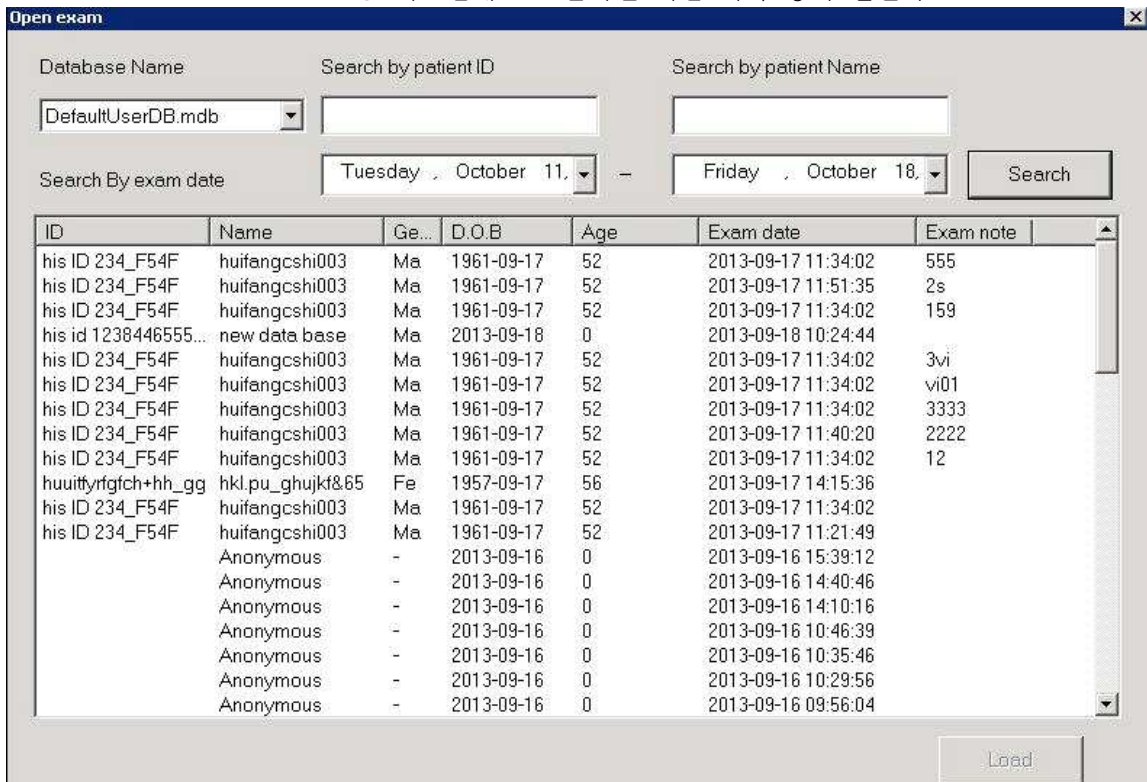 Open exam
Database Name Search by patient ID Search by patient Name
DefaultUserDB.mdb
Search By exam date Tuesday , October 11, – Friday , October 18, Search
ID Name Ge... D.O.B Age Exam date Exam note
his ID 234_F54F huifangcshi003 Ma 1961-09-17 52 2013-09-17 11:34:02 555
his ID 234_F54F huifangcshi003 Ma 1961-09-17 52 2013-09-17 11:51:35 2s
his ID 234_F54F huifangcshi003 Ma 1961-09-17 52 2013-09-17 11:34:02 159
his id 1238446555... new data base Ma 2013-09-18 0 2013-09-18 10:24:44
his ID 234_F54F huifangcshi003 Ma 1961-09-17 52 2013-09-17 11:34:02 3vi
his ID 234_F54F huifangcshi003 Ma 1961-09-17 52 2013-09-17 11:34:02 vi01
his ID 234_F54F huifangcshi003 Ma 1961-09-17 52 2013-09-17 11:34:02 3333
his ID 234_F54F huifangcshi003 Ma 1961-09-17 52 2013-09-17 11:40:20 2222
his ID 234_F54F huifangcshi003 Ma 1961-09-17 52 2013-09-17 11:34:02 12
huuitfyrfgfch+hh_gg hkl.pu_ghujkf&65 Fe 1957-09-17 56 2013-09-17 14:15:36
his ID 234_F54F huifangcshi003 Ma 1961-09-17 52 2013-09-17 11:34:02
his ID 234_F54F huifangcshi003 Ma 1961-09-17 52 2013-09-17 11:21:49
Anonymous - 2013-09-16 0 2013-09-16 15:39:12
Anonymous - 2013-09-16 0 2013-09-16 14:40:46
Anonymous - 2013-09-16 0 2013-09-16 14:10:16
Anonymous - 2013-09-16 0 2013-09-16 10:46:39
Anonymous - 2013-09-16 0 2013-09-16 10:35:46
Anonymous - 2013-09-16 0 2013-09-16 10:29:56
Anonymous - 2013-09-16 0 2013-09-16 09:56:04
Load